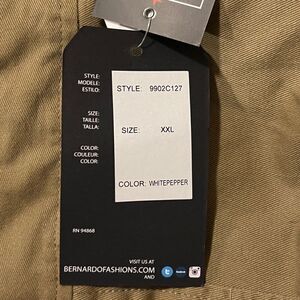 STYLE:
MODELE:
ESTILO:
STYLE: 9902C127
SIZE:
TAILLE:
TALLA:
SIZE: XXL
COLOR:
COULEUR:
COLOR:
COLOR: WHITEPEPPER
RN 94868
VISIT US AT
BERNARDOFASHIONS.COM
AND